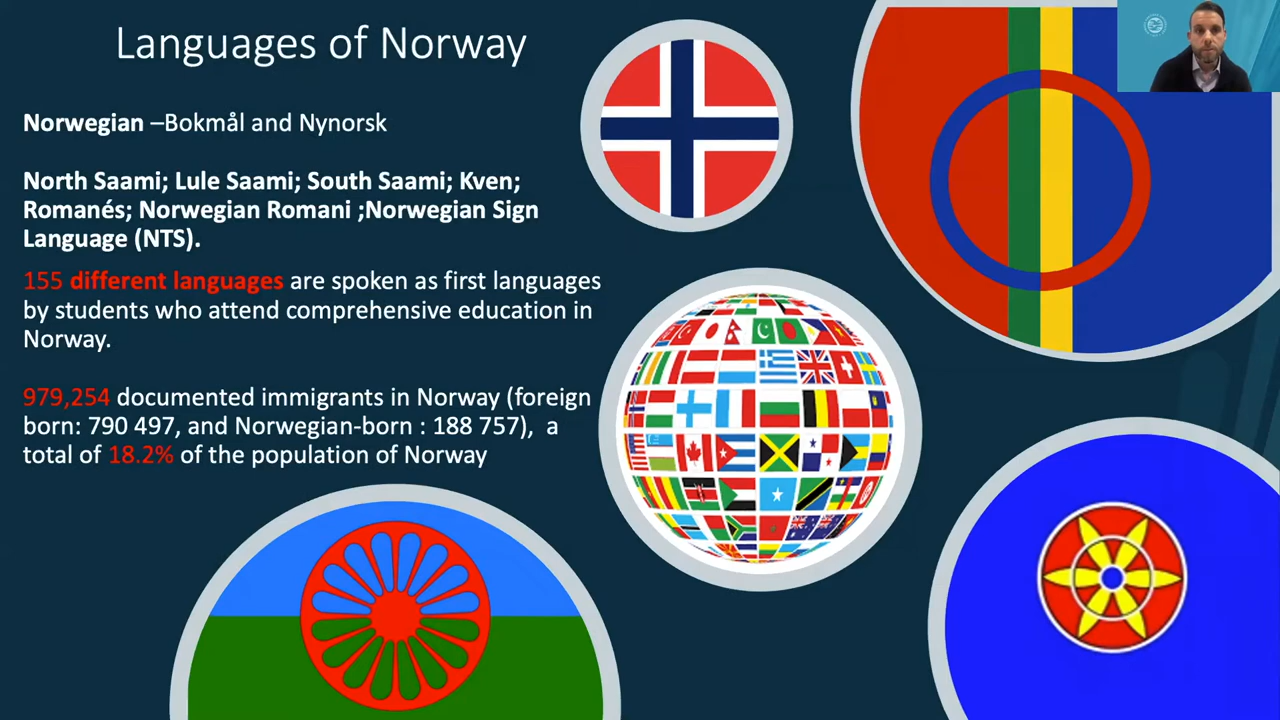 Languages of Norway
Norwegian –Bokmål and Nynorsk
North Saami; Lule Saami; South Saami; Kven;
Romanés; Norwegian Romani ;Norwegian Sign
Language (NTS).
155 different languages are spoken as first languages
by students who attend comprehensive education in
Norway.
979,254 documented immigrants in Norway (foreign
born: 790 497, and Norwegian-born : 188 757), a
total of 18.2% of the population of Norway